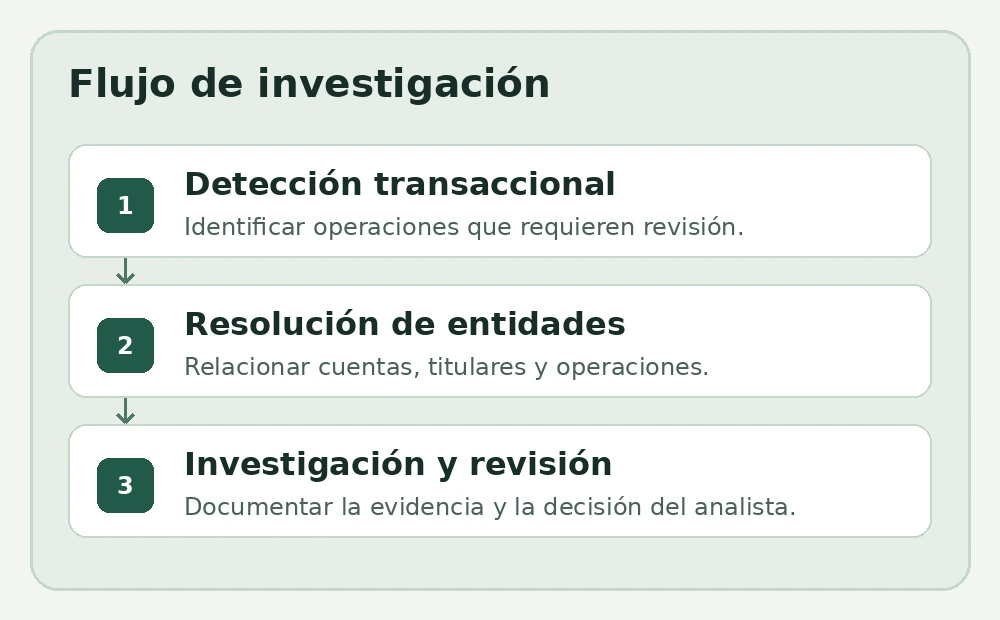 Flujo de investigación
1
Detección transaccional
Identificar operaciones que requieren revisión.
2
Resolución de entidades
Relacionar cuentas, titulares y operaciones.
3
Investigación y revisión
Documentar la evidencia y la decisión del analista.